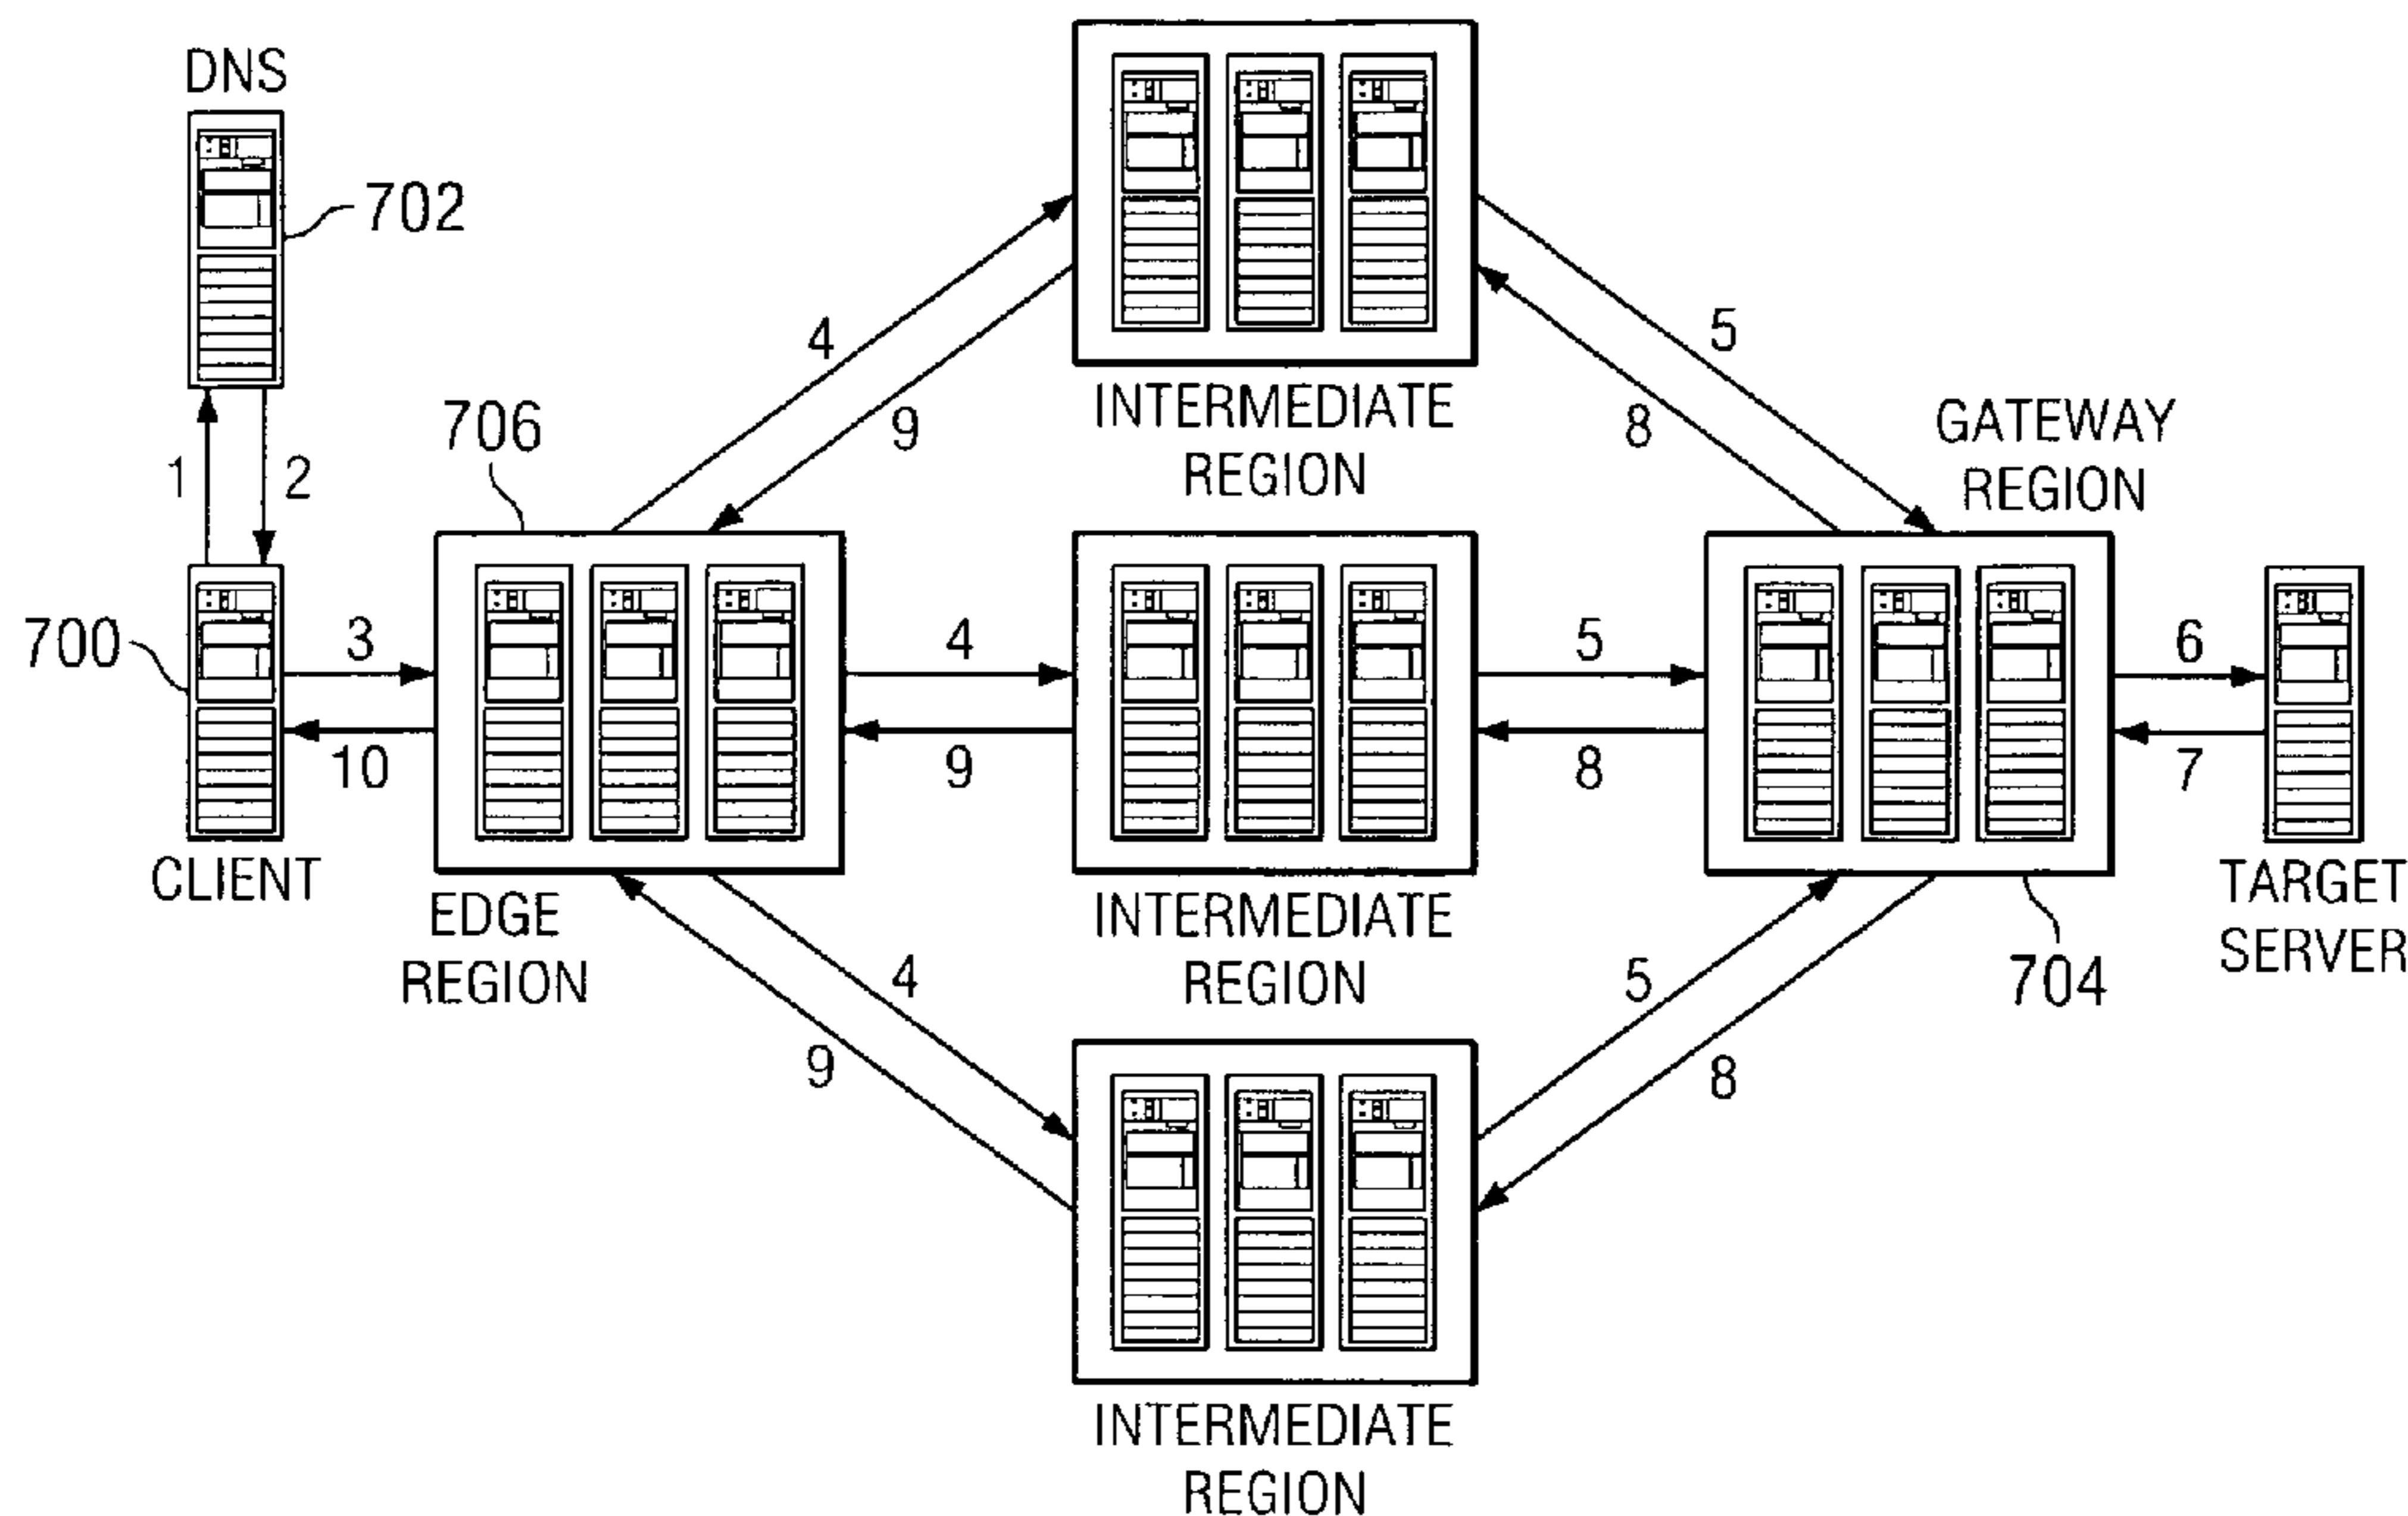 DNS
702
4
5
INTERMEDIATE
REGION
9
8
GATEWAY
REGION
706
1
2
700
3
4
5
6
10
9
8
7
CLIENT
EDGE
REGION
INTERMEDIATE
REGION
TARGET
SERVER
704
4
5
9
8
INTERMEDIATE
REGION